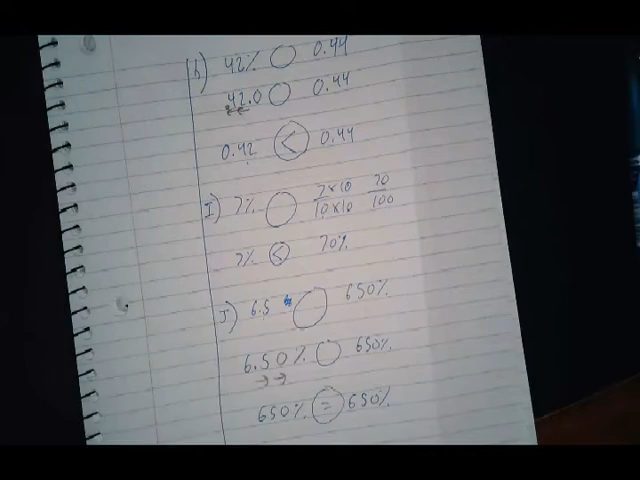 h) 42% ○ 0.44
42.0 ○ 0.44
0.42 < 0.44
I) 7% ○ 7×10/10×10 70/100
7% < 70%
J) 6.5 ○ 650%
6.50% ○ 650%
650% = 650%